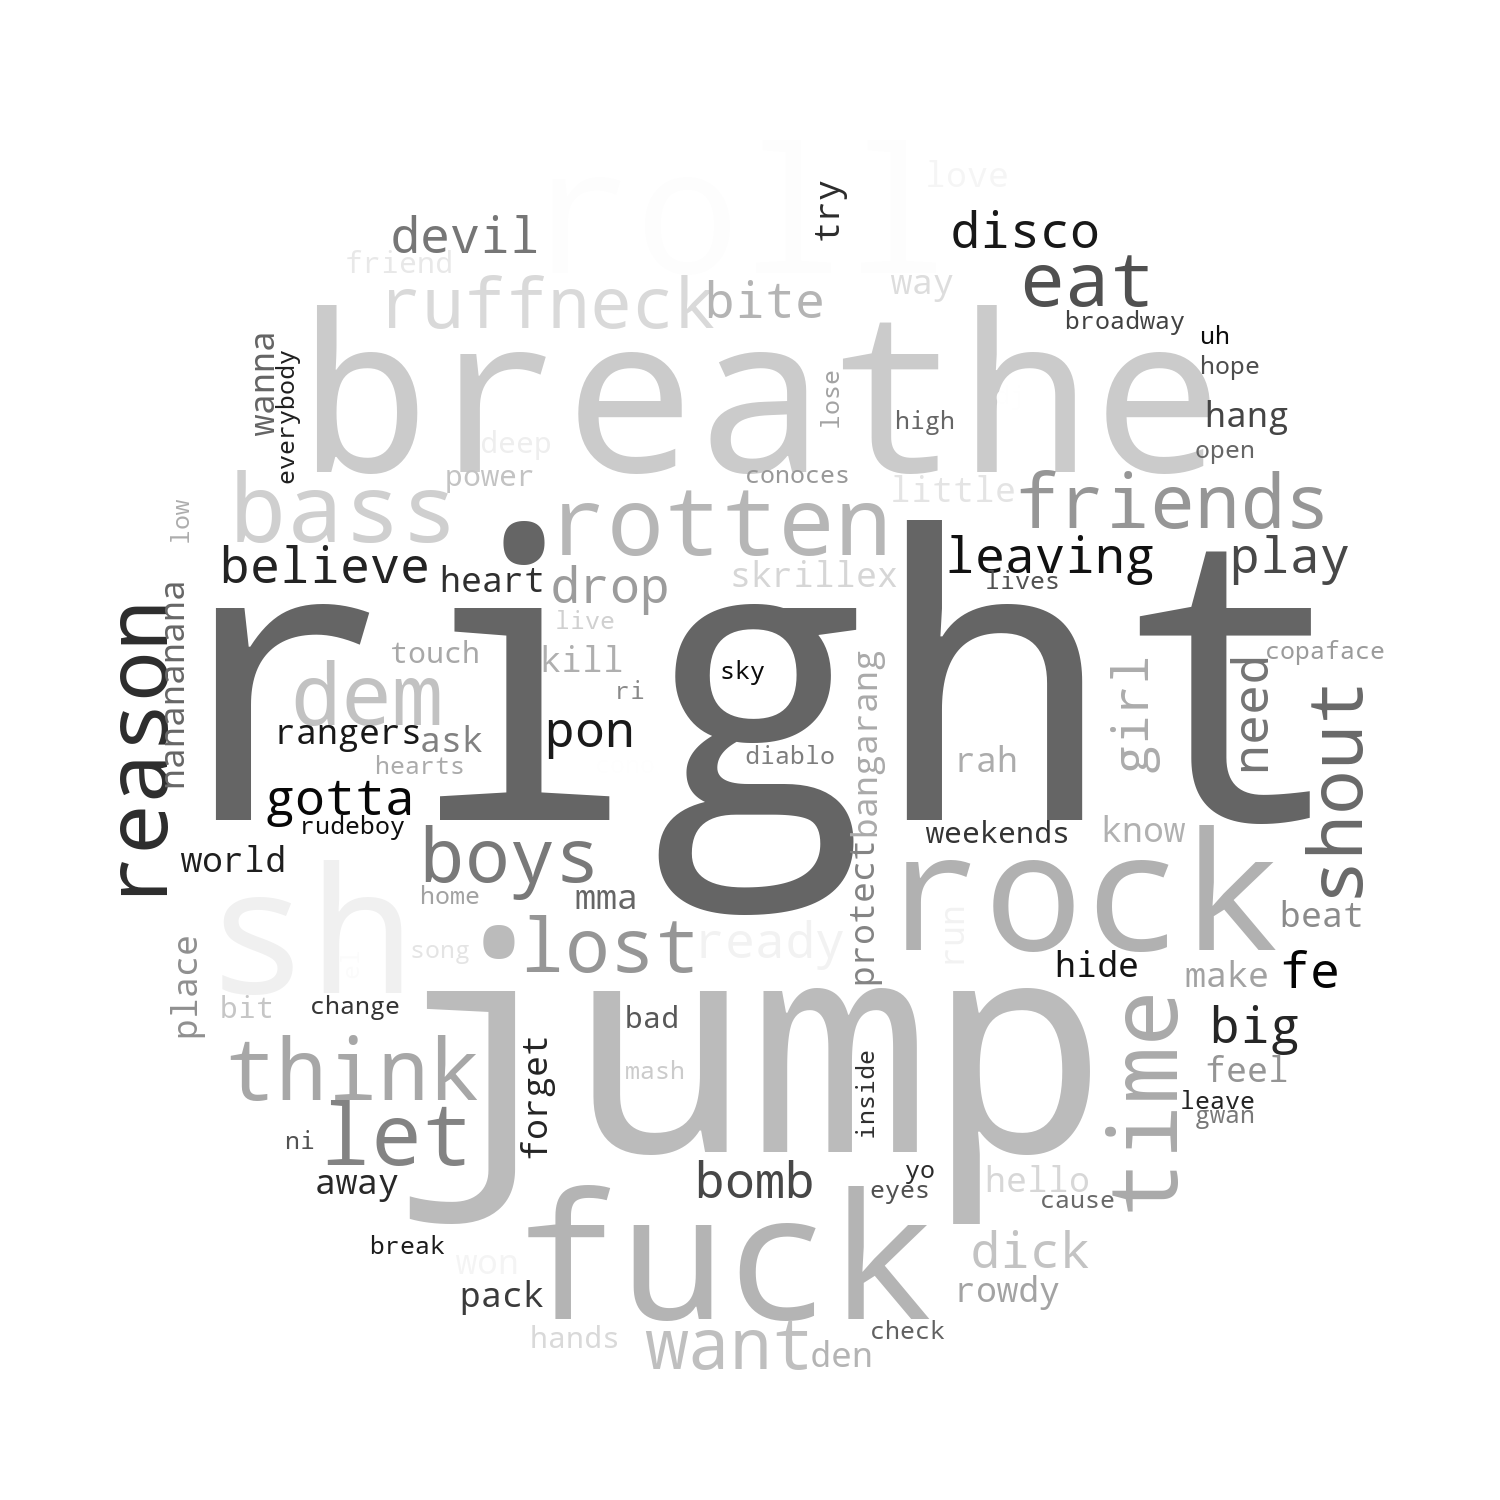 roll
love
try
devil
disco
friend
eat
ruffneck
bite
way
broadway
breathe
uh
wanna
everybody
lose
hope
high
hang
deep
open
power
conoces
little
bass
rotten
friends
low
believe
leaving
play
heart
drop
skrillex
lives
right
live
reason
nananananana
touch
kill
copaface
dem
ri
sky
girl
need
shout
rangers
ask
pon
protectbangarang
diablo
rah
hearts
gotta
rudeboy
weekends
know
world
boys
rock
sh
home
mma
beat
song
lost
ready
run
hide
place
make
fe
bit
change
jump
bad
big
think
forget
mash
inside
time
feel
leave
gwan
let
ni
away
bomb
yo
eyes
hello
cause
fuck
break
won
dick
pack
rowdy
hands
want
check
den